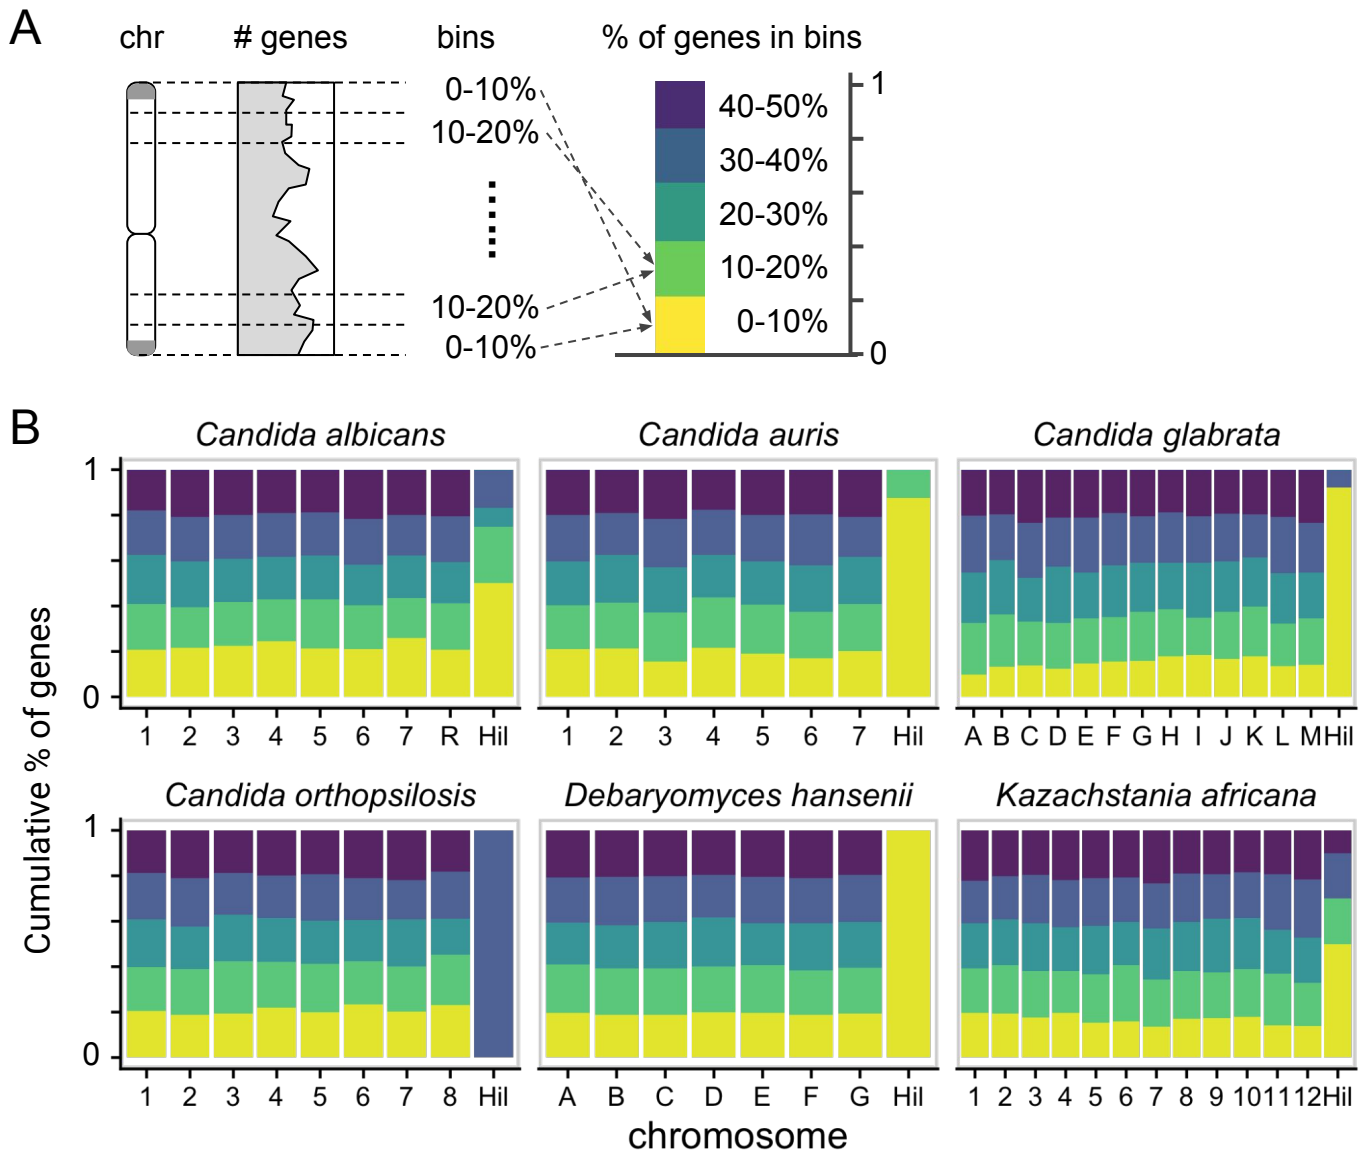 A
chr # genes bins % of genes in bins
0-10%
10-20%
10-20%
0-10%
40-50%
30-40%
20-30%
10-20%
0-10%
1
0
B
Cumulative % of genes
Candida albicans
1
0
1 2 3 4 5 6 7 R Hil
Candida auris
1 2 3 4 5 6 7 Hil
Candida glabrata
A B C D E F G H I J K L M Hil
Candida orthopsilosis
1
0
1 2 3 4 5 6 7 8 Hil
Debaryomyces hansenii
A B C D E F G Hil
Kazachstania africana
1 2 3 4 5 6 7 8 9 10 11 12 Hil
chromosome